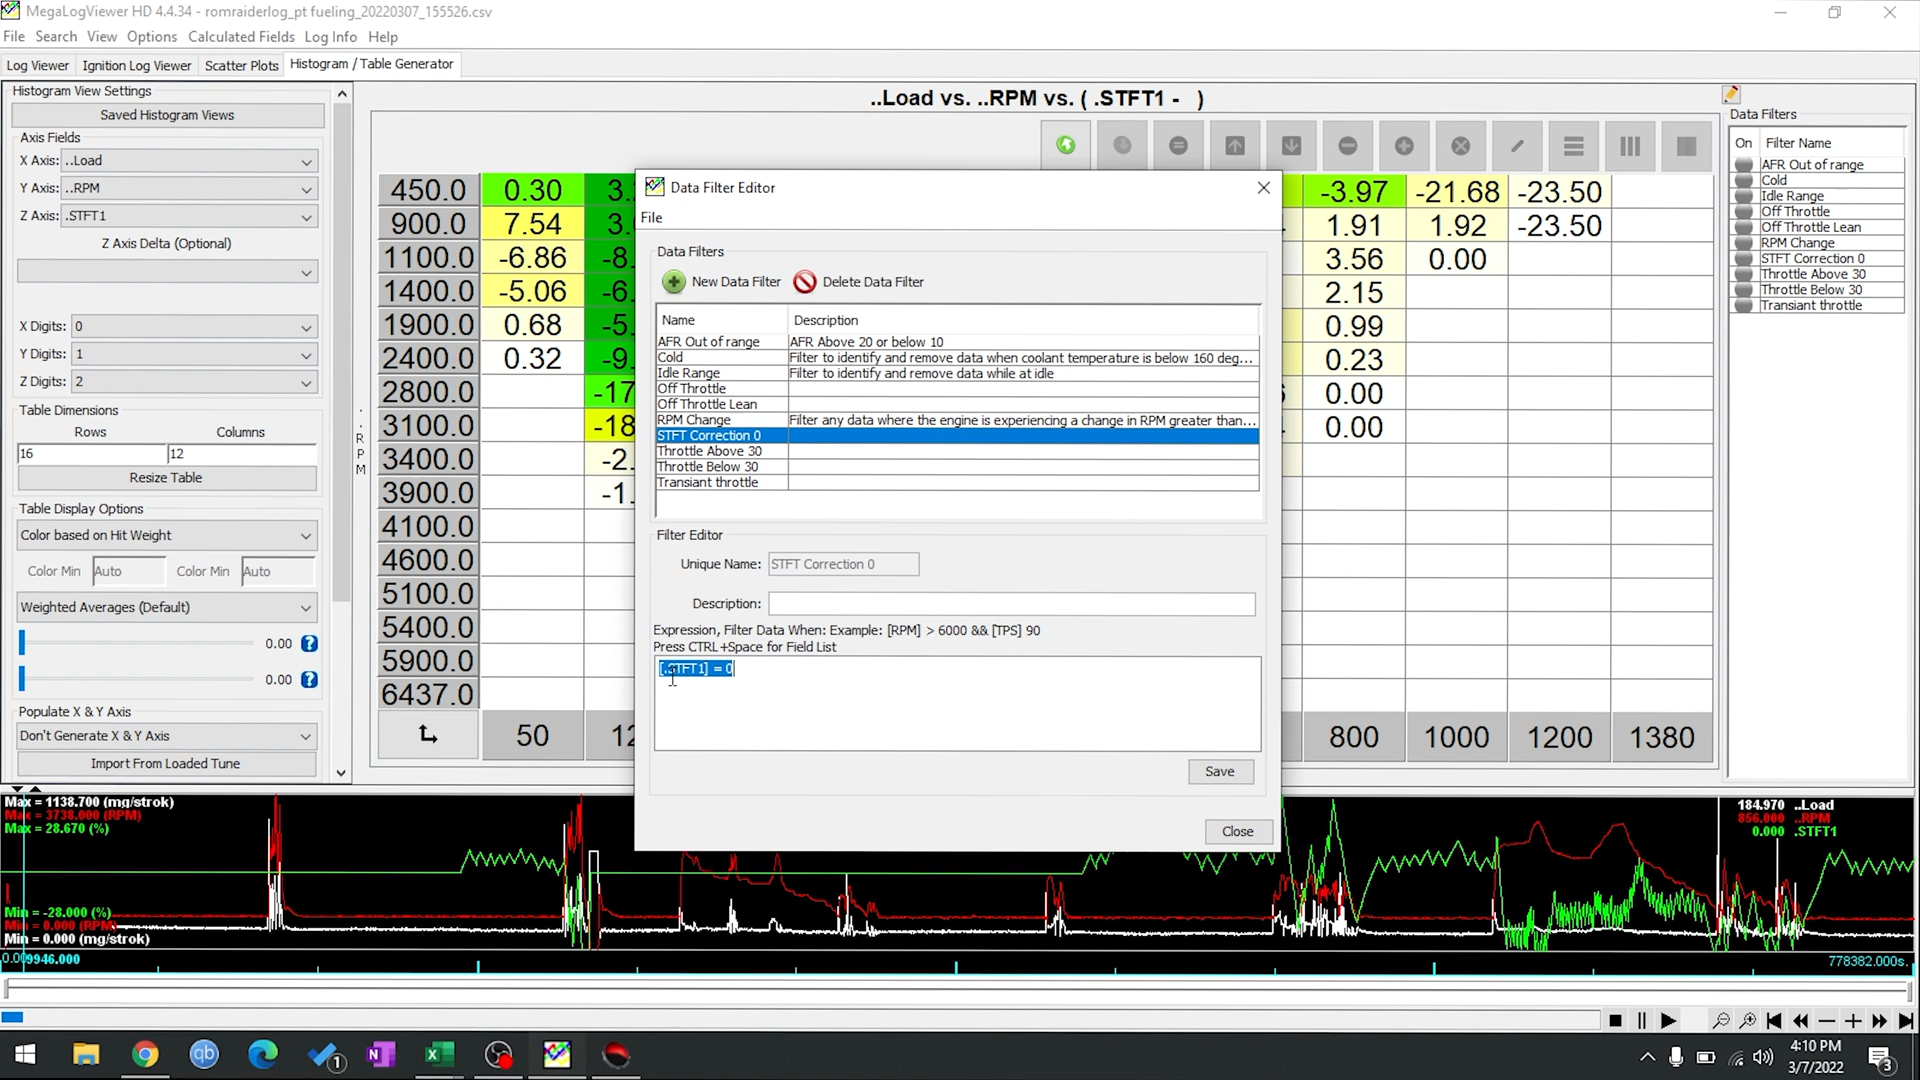 MegaLogViewer HD 4.4.34 - romraiderlog_pt fueling_20220307_155526.csv
File Search View Options Calculated Fields Log Info Help
Log Viewer Ignition Log Viewer Scatter Plots Histogram / Table Generator
Histogram View Settings
Saved Histogram Views
Axis Fields
X Axis: ..Load
Y Axis: ..RPM
Z Axis: .STFT1
Z Axis Delta (Optional)
X Digits: 0
Y Digits: 1
Z Digits: 2
Table Dimensions
Rows Columns
16 12
Resize Table
Table Display Options
Color based on Hit Weight
Color Min Auto Color Min Auto
Weighted Averages (Default)
0.00
0.00
Populate X & Y Axis
Don't Generate X & Y Axis
Import From Loaded Tune
..RPM
..Load vs. ..RPM vs. ( .STFT1 - )
450.0 0.30 3. -3.97 -21.68 -23.50
900.0 7.54 3. 1.91 1.92 -23.50
1100.0 -6.86 -8. 3.56 0.00
1400.0 -5.06 -6. 2.15
1900.0 0.68 -5. 0.99
2400.0 0.32 -9. 0.23
2800.0 -17 0.00
3100.0 -18 0.00
3400.0 -2.
3900.0 -1.
4100.0
4600.0
5100.0
5400.0
5900.0
6437.0
50 12 800 1000 1200 1380
Data Filter Editor
File
Data Filters
New Data Filter Delete Data Filter
Name Description
AFR Out of range AFR Above 20 or below 10
Cold Filter to identify and remove data when coolant temperature is below 160 deg...
Idle Range Filter to identify and remove data while at idle
Off Throttle
Off Throttle Lean
RPM Change Filter any data where the engine is experiencing a change in RPM greater than...
STFT Correction 0
Throttle Above 30
Throttle Below 30
Transiant throttle
Filter Editor
Unique Name: STFT Correction 0
Description:
Expression, Filter Data When: Example: [RPM] > 6000 && [TPS] 90
Press CTRL+Space for Field List
[.STFT1] = 0
Save
Close
Data Filters
On Filter Name
AFR Out of range
Cold
Idle Range
Off Throttle
Off Throttle Lean
RPM Change
STFT Correction 0
Throttle Above 30
Throttle Below 30
Transiant throttle
Max = 1138.700 (mg/strok)
Max = 3738.000 (RPM)
Max = 28.670 (%)
184.970 ..Load
856.000 ..RPM
0.000 .STFT1
Min = -28.000 (%)
Min = 0.000 (RPM)
Min = 0.000 (mg/strok)
9946.000
778382.000s.
1
4:10 PM
3/7/2022
3